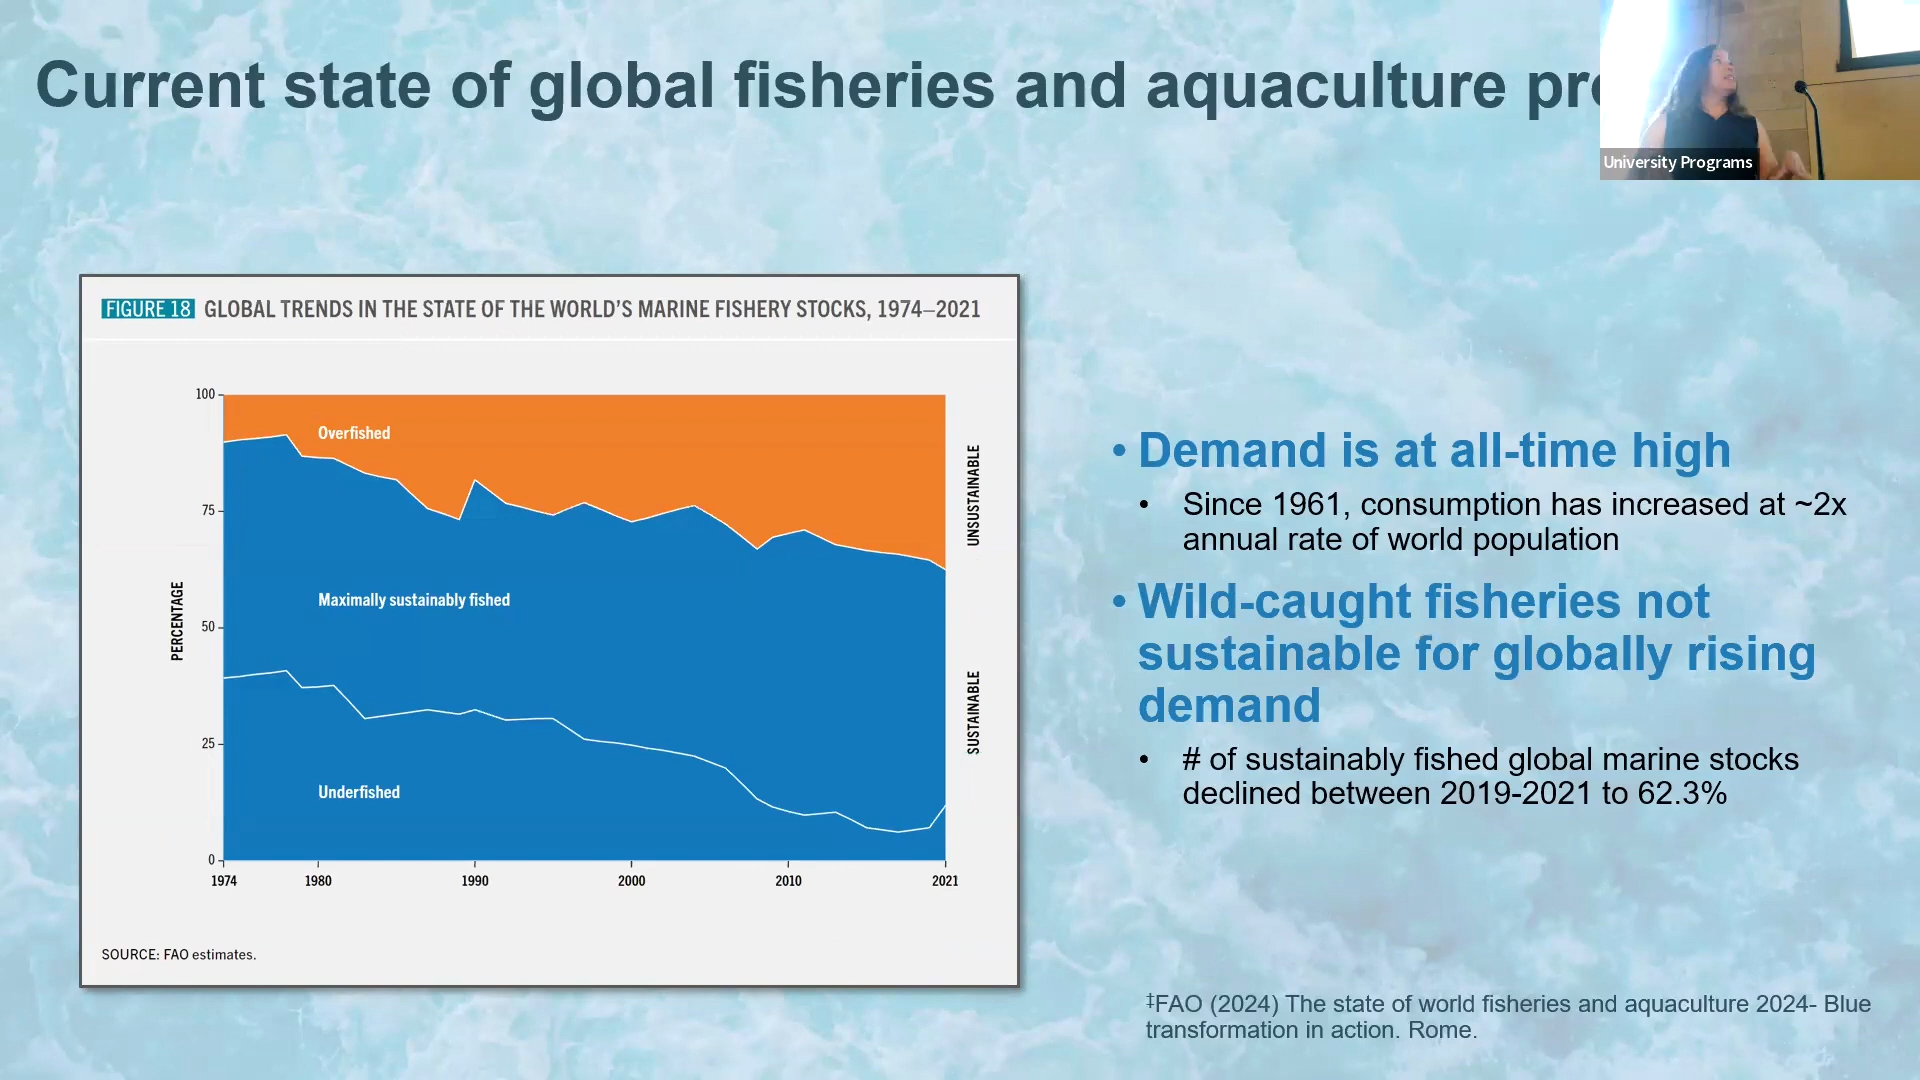 Current state of global fisheries and aquaculture pro
University Programs
FIGURE 18 GLOBAL TRENDS IN THE STATE OF THE WORLD'S MARINE FISHERY STOCKS, 1974–2021
100
75
50
25
0
PERCENTAGE
Overfished
Maximally sustainably fished
Underfished
UNSUSTAINABLE
SUSTAINABLE
1974 1980 1990 2000 2010 2021
SOURCE: FAO estimates.
• Demand is at all-time high
• Since 1961, consumption has increased at ~2x
annual rate of world population
• Wild-caught fisheries not
sustainable for globally rising
demand
• # of sustainably fished global marine stocks
declined between 2019-2021 to 62.3%
‡FAO (2024) The state of world fisheries and aquaculture 2024- Blue
transformation in action. Rome.